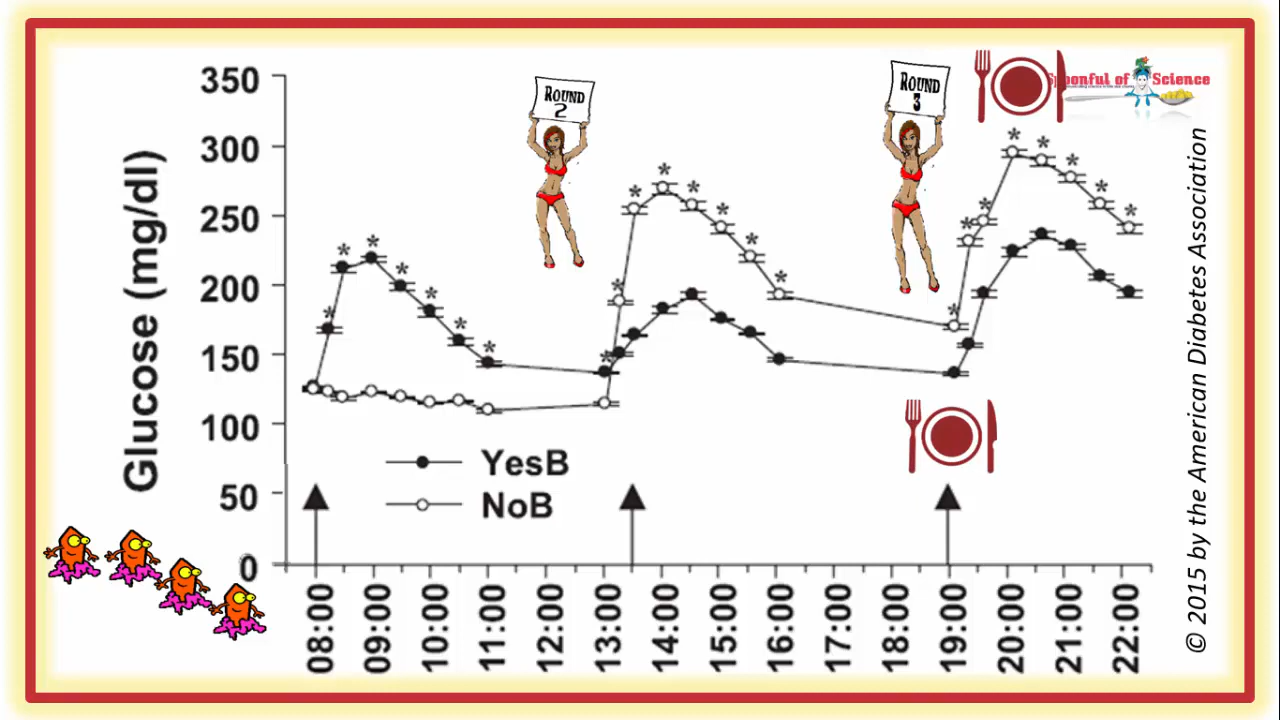 Glucose (mg/dl)
350
300
250
200
150
100
50
0
ROUND
2
ROUND
3
Spoonful of Science
* * * * * * * *
* * * * * * * * *
* * * * * * * *
YesB
NoB
08:00 09:00 10:00 11:00 12:00 13:00 14:00 15:00 16:00 17:00 18:00 19:00 20:00 21:00 22:00
© 2015 by the American Diabetes Association